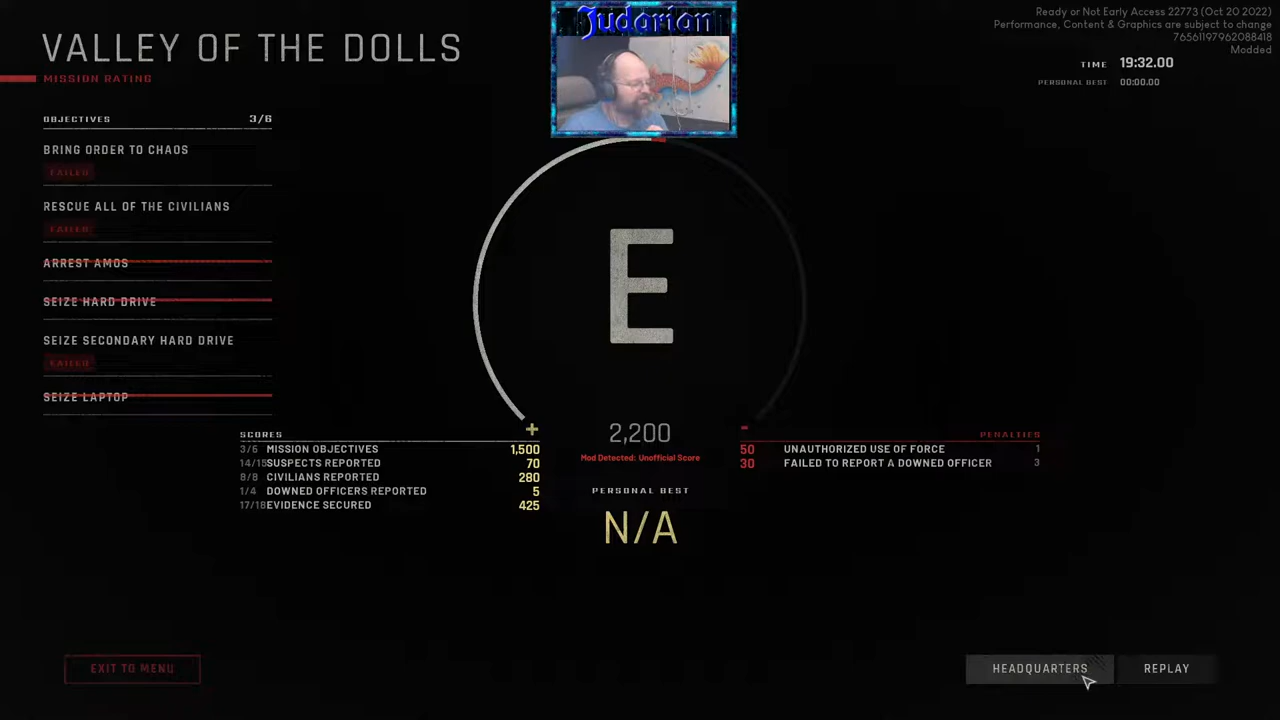 VALLEY OF THE DOLLS
MISSION RATING
Judarian
Ready or Not Early Access 22773 (Oct 20 2022)
Performance, Content & Graphics are subject to change
76561197962088418
Modded
TIME 19:32.00
PERSONAL BEST 00:00.00
OBJECTIVES 3/6
BRING ORDER TO CHAOS
FAILED
RESCUE ALL OF THE CIVILIANS
FAILED
ARREST AMOS
SEIZE HARD DRIVE
SEIZE SECONDARY HARD DRIVE
FAILED
SEIZE LAPTOP
E
2,200
Mod Detected: Unofficial Score
PERSONAL BEST
N/A
SCORES +
3/6 MISSION OBJECTIVES 1,500
14/15 SUSPECTS REPORTED 70
8/8 CIVILIANS REPORTED 280
1/4 DOWNED OFFICERS REPORTED 5
17/18 EVIDENCE SECURED 425
- PENALTIES
50 UNAUTHORIZED USE OF FORCE 1
30 FAILED TO REPORT A DOWNED OFFICER 3
EXIT TO MENU
HEADQUARTERS
REPLAY